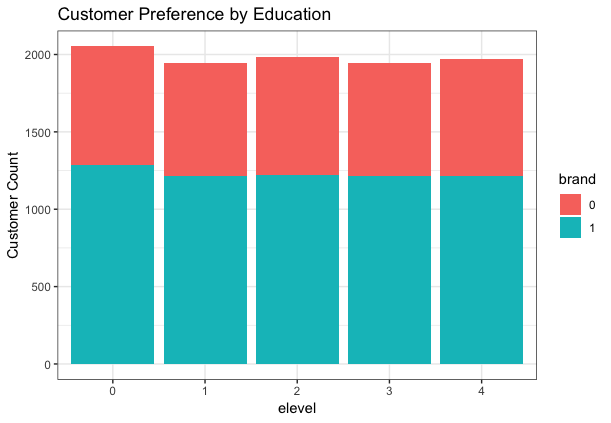 Customer Preference by Education
Customer Count
2000
1500
1000
500
0
0 1 2 3 4
elevel
brand
0
1